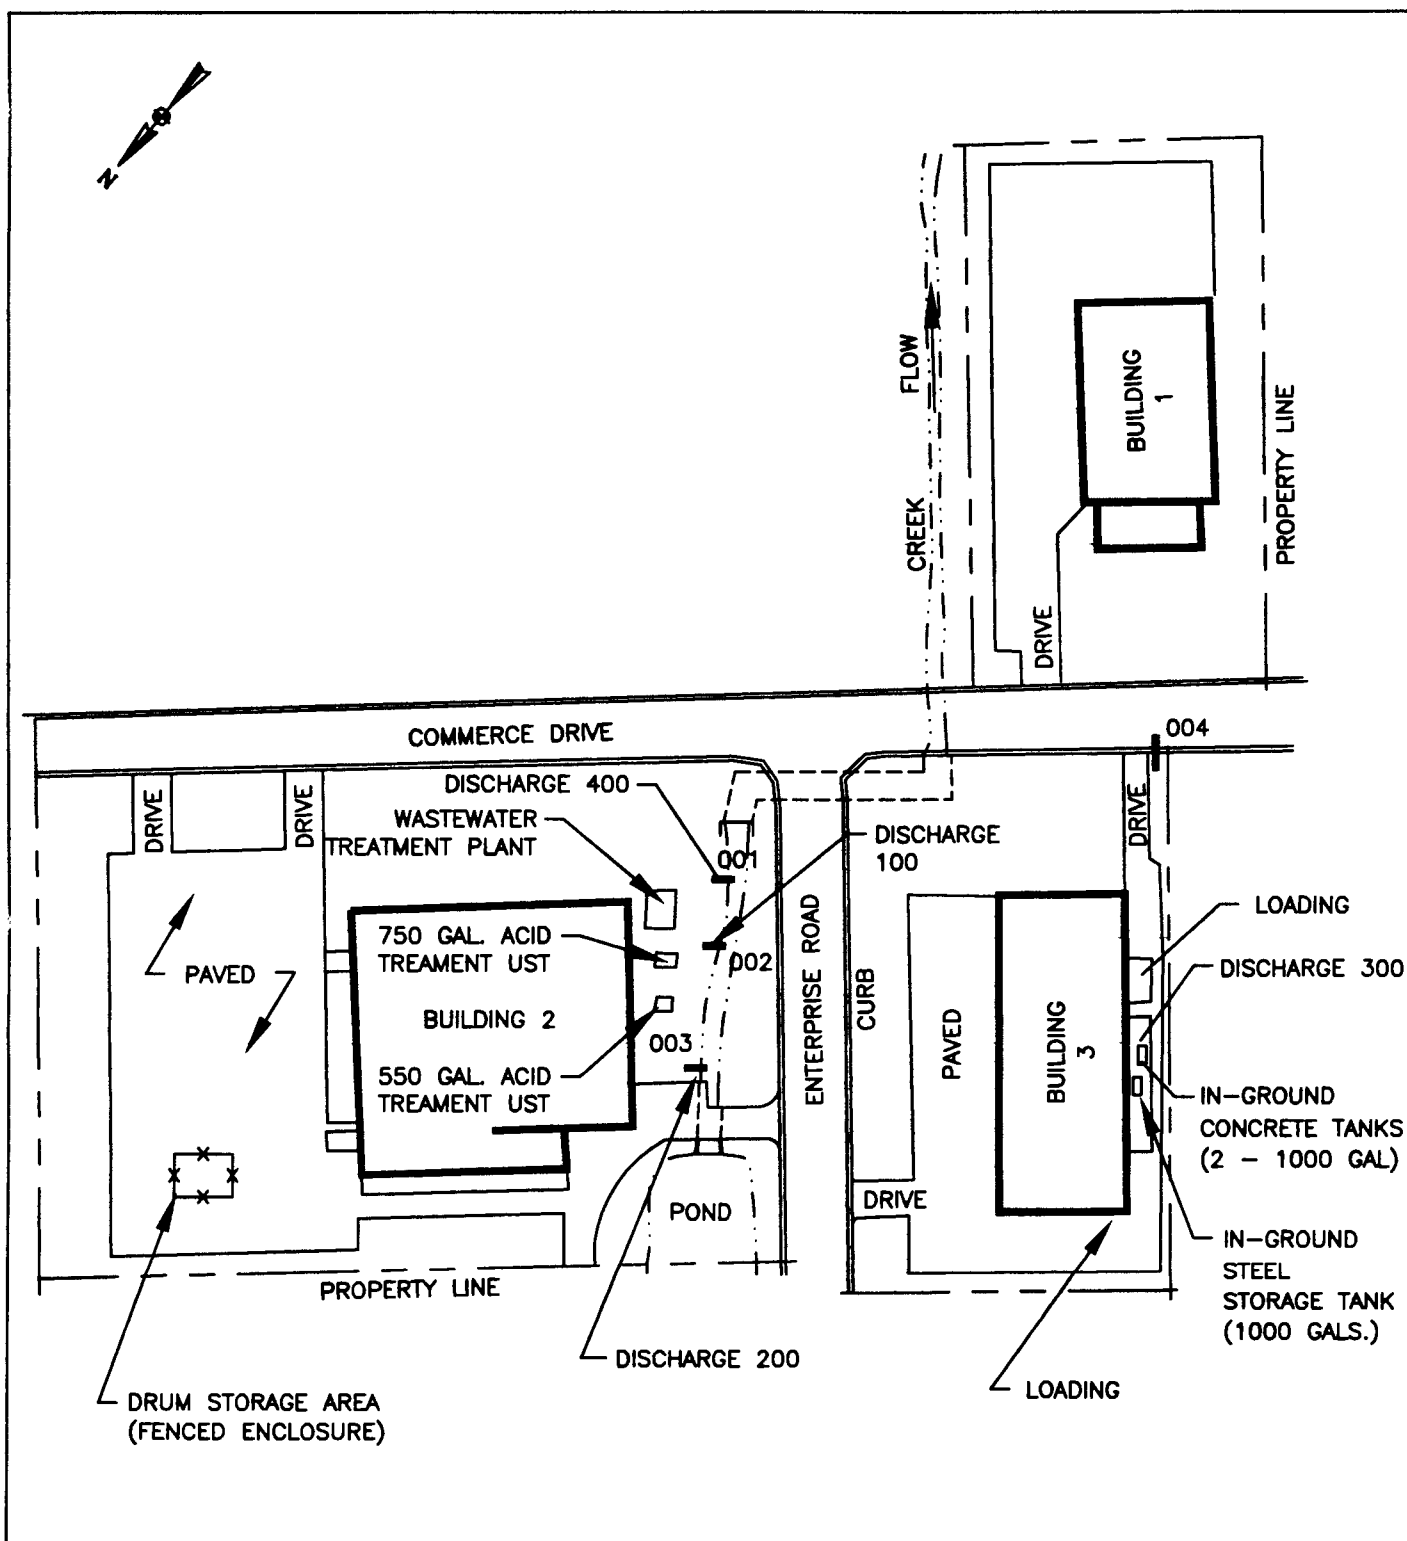 N
FLOW
CREEK
BUILDING
1
PROPERTY LINE
DRIVE
COMMERCE DRIVE
004
DISCHARGE 400
WASTEWATER
TREATMENT PLANT
001
DISCHARGE
100
DRIVE
DRIVE
DRIVE
LOADING
750 GAL. ACID
TREAMENT UST
002
DISCHARGE 300
PAVED
BUILDING 2
003
550 GAL. ACID
TREAMENT UST
ENTERPRISE ROAD
CURB
PAVED
BUILDING
3
IN-GROUND
CONCRETE TANKS
(2 - 1000 GAL)
POND
DRIVE
IN-GROUND
STEEL
STORAGE TANK
(1000 GALS.)
PROPERTY LINE
DISCHARGE 200
LOADING
DRUM STORAGE AREA
(FENCED ENCLOSURE)